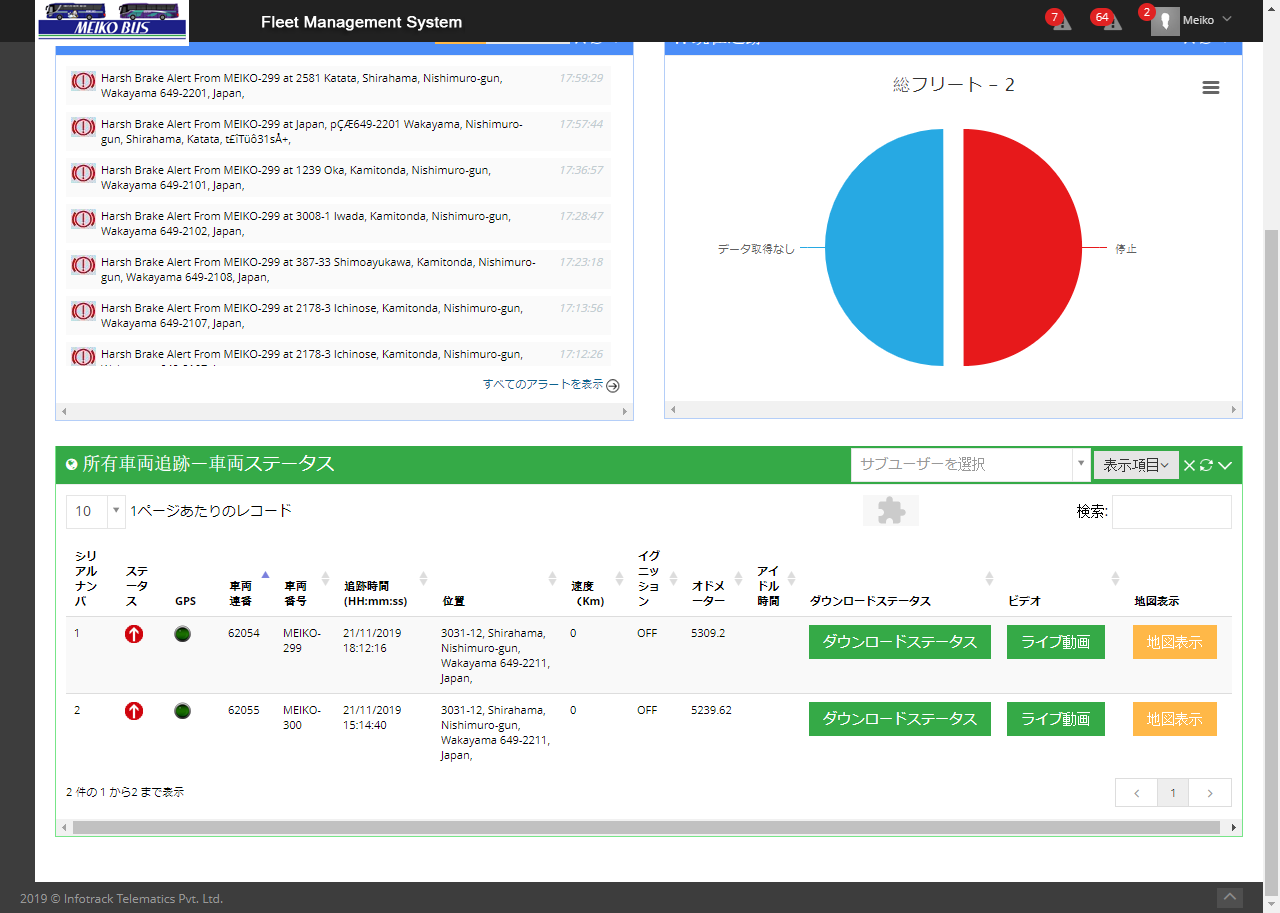 MEIKO BUS
Fleet Management System
7
64
2
Meiko
Harsh Brake Alert From MEIKO-299 at 2581 Katata, Shirahama, Nishimuro-gun,
Wakayama 649-2201, Japan,
17:59:29
Harsh Brake Alert From MEIKO-299 at Japan, pÇÆ649-2201 Wakayama, Nishimuro-
gun, Shirahama, Katata, t£ÎTüô31sÅ+,
17:57:44
Harsh Brake Alert From MEIKO-299 at 1239 Oka, Kamitonda, Nishimuro-gun,
Wakayama 649-2101, Japan,
17:36:57
Harsh Brake Alert From MEIKO-299 at 3008-1 Iwada, Kamitonda, Nishimuro-gun,
Wakayama 649-2102, Japan,
17:28:47
Harsh Brake Alert From MEIKO-299 at 387-33 Shimoayukawa, Kamitonda, Nishimuro-
gun, Wakayama 649-2108, Japan,
17:23:18
Harsh Brake Alert From MEIKO-299 at 2178-3 Ichinose, Kamitonda, Nishimuro-gun,
Wakayama 649-2107, Japan,
17:13:56
Harsh Brake Alert From MEIKO-299 at 2178-3 Ichinose, Kamitonda, Nishimuro-gun,
17:12:26
すべてのアラートを表示
総フリート – 2
データ取得なし
停止
所有車両追跡ー車両ステータス
サブユーザーを選択
表示項目
10
1ページあたりのレコード
検索:
シリ
アル
ナン
バ
ステ
ータ
ス
GPS
車両
連番
車両
番号
追跡時間
(HH:mm:ss)
位置
速度
（Km）
イグ
ニッ
ショ
ン
オドメ
ーター
アイ
ドル
時間
ダウンロードステータス
ビデオ
地図表示
1
62054
MEIKO-
299
21/11/2019
18:12:16
3031-12, Shirahama,
Nishimuro-gun,
Wakayama 649-2211,
Japan,
0
OFF
5309.2
ダウンロードステータス
ライブ動画
地図表示
2
62055
MEIKO-
300
21/11/2019
15:14:40
3031-12, Shirahama,
Nishimuro-gun,
Wakayama 649-2211,
Japan,
0
OFF
5239.62
ダウンロードステータス
ライブ動画
地図表示
2 件の 1 から2 まで表示
1
2019 © Infotrack Telematics Pvt. Ltd.